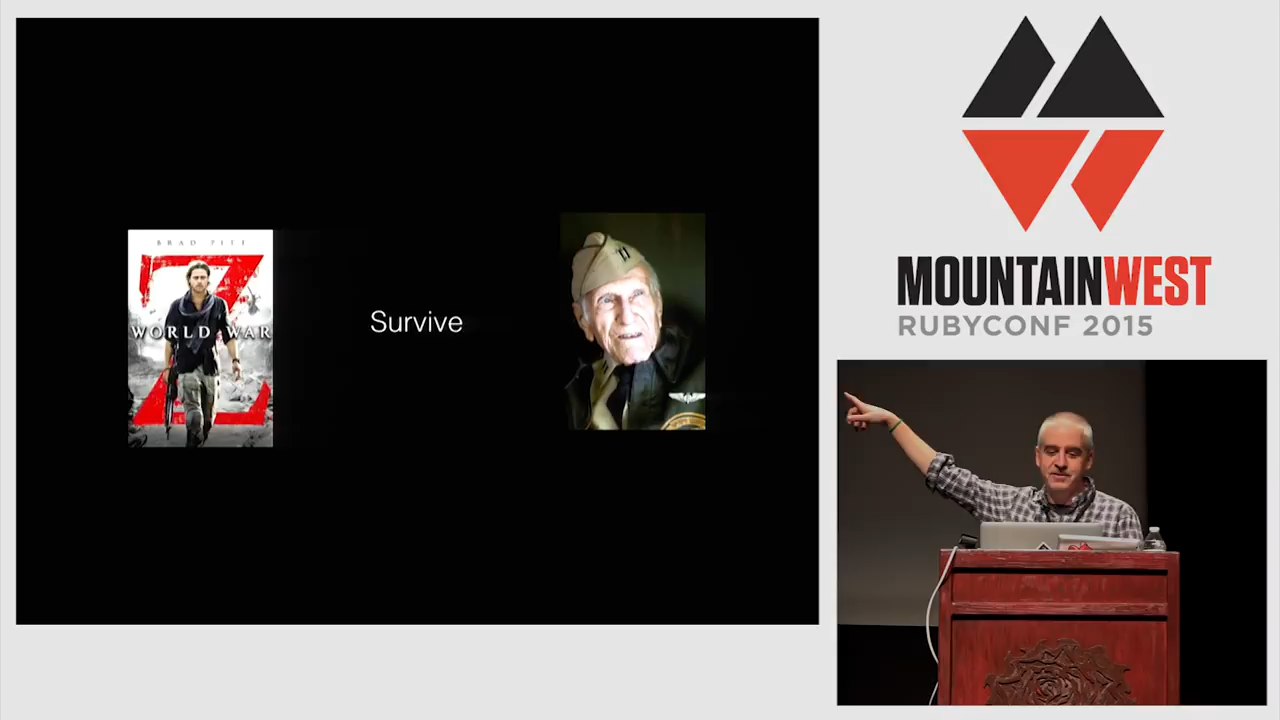 BRAD PITT
WORLD WAR
Z
Survive
MOUNTAINWEST
RUBYCONF 2015